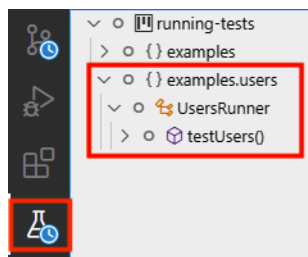 running-tests
{} examples
{} examples.users
UsersRunner
testUsers()